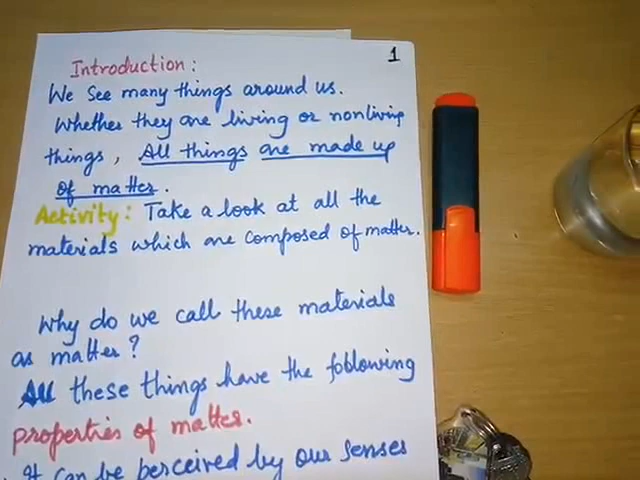 1
Introduction:
We see many things around us.
Whether they are living or nonliving
things, All things are made up
of matter.
Activity: Take a look at all the
materials which are composed of matter.
Why do we call these materials
as matter?
All these things have the following
properties of matter.
It can be perceived by our senses